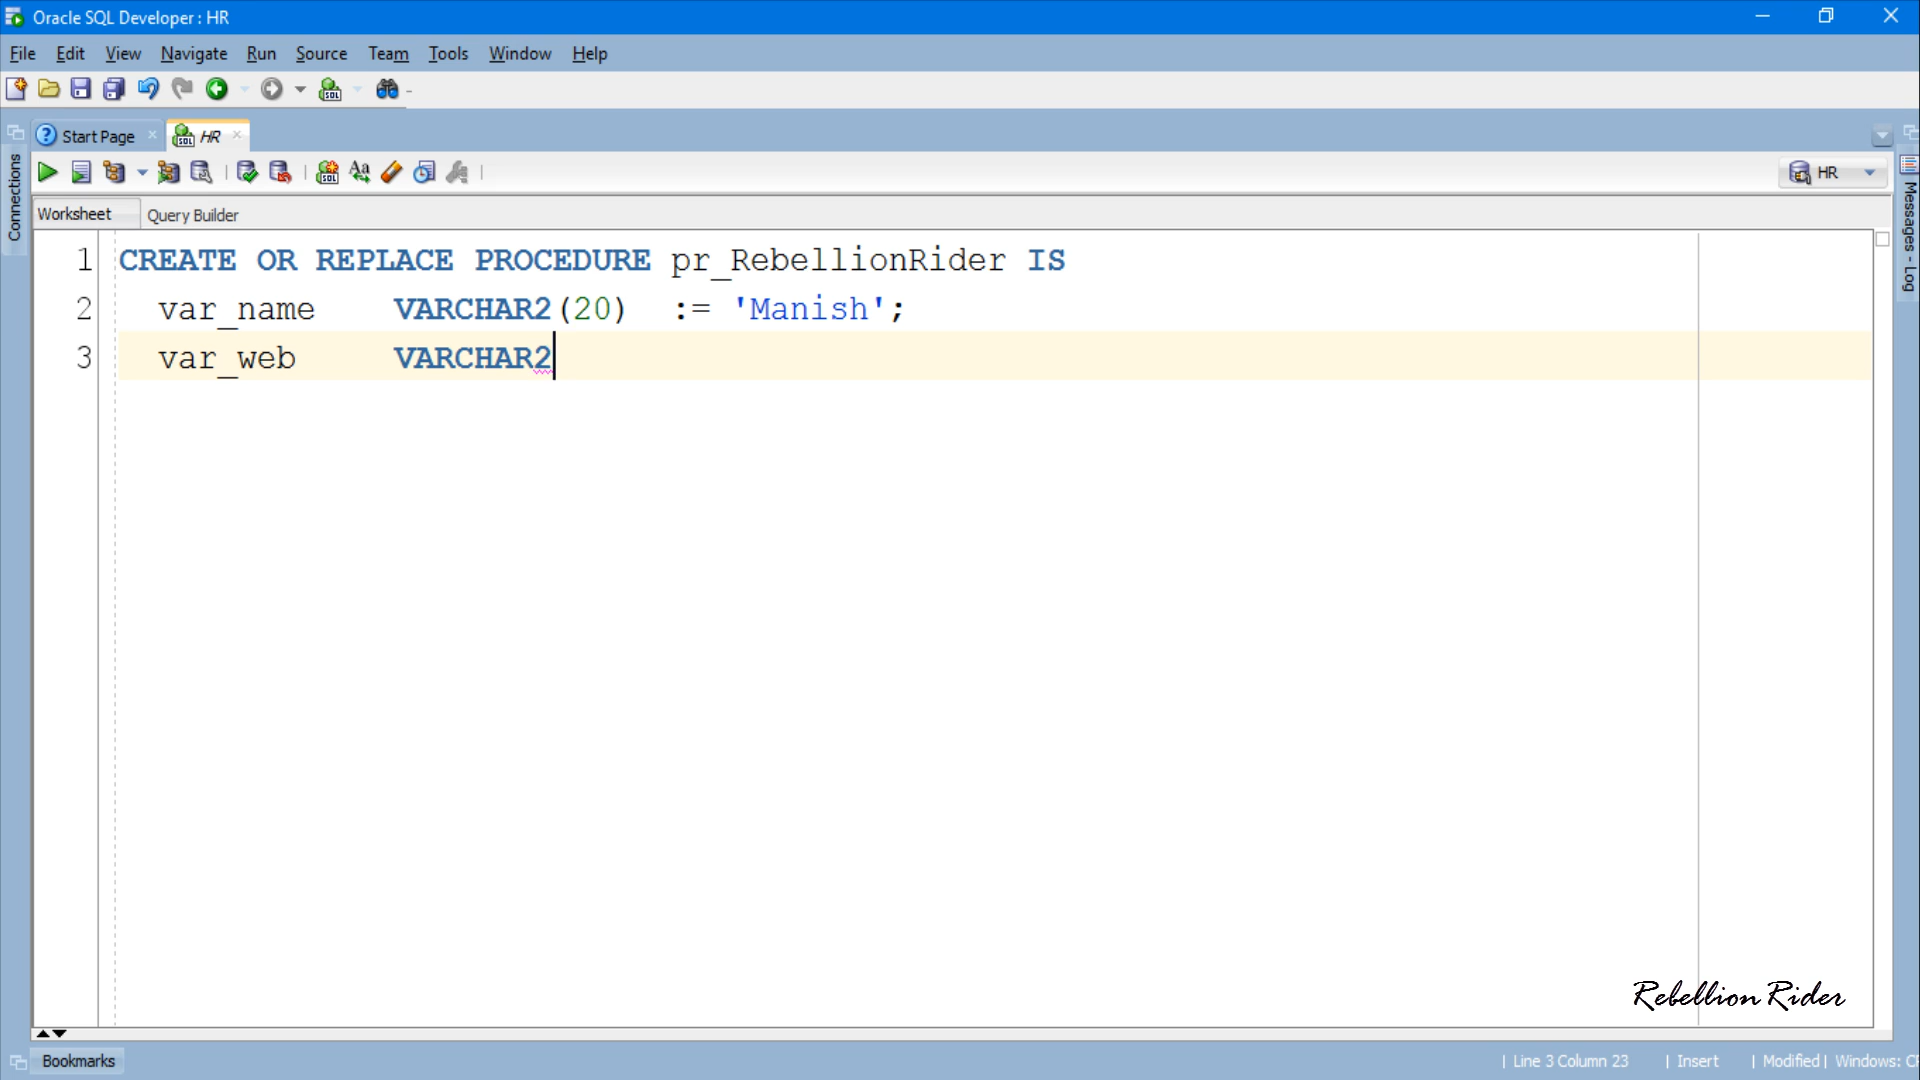 Oracle SQL Developer : HR
File Edit View Navigate Run Source Team Tools Window Help
Start Page HR
HR
Connections
Messages - Log
Worksheet Query Builder
1 CREATE OR REPLACE PROCEDURE pr_RebellionRider IS
2 var_name VARCHAR2(20) := 'Manish';
3 var_web VARCHAR2
Rebellion Rider
Bookmarks
| Line 3 Column 23 | Insert | Modified | Windows: